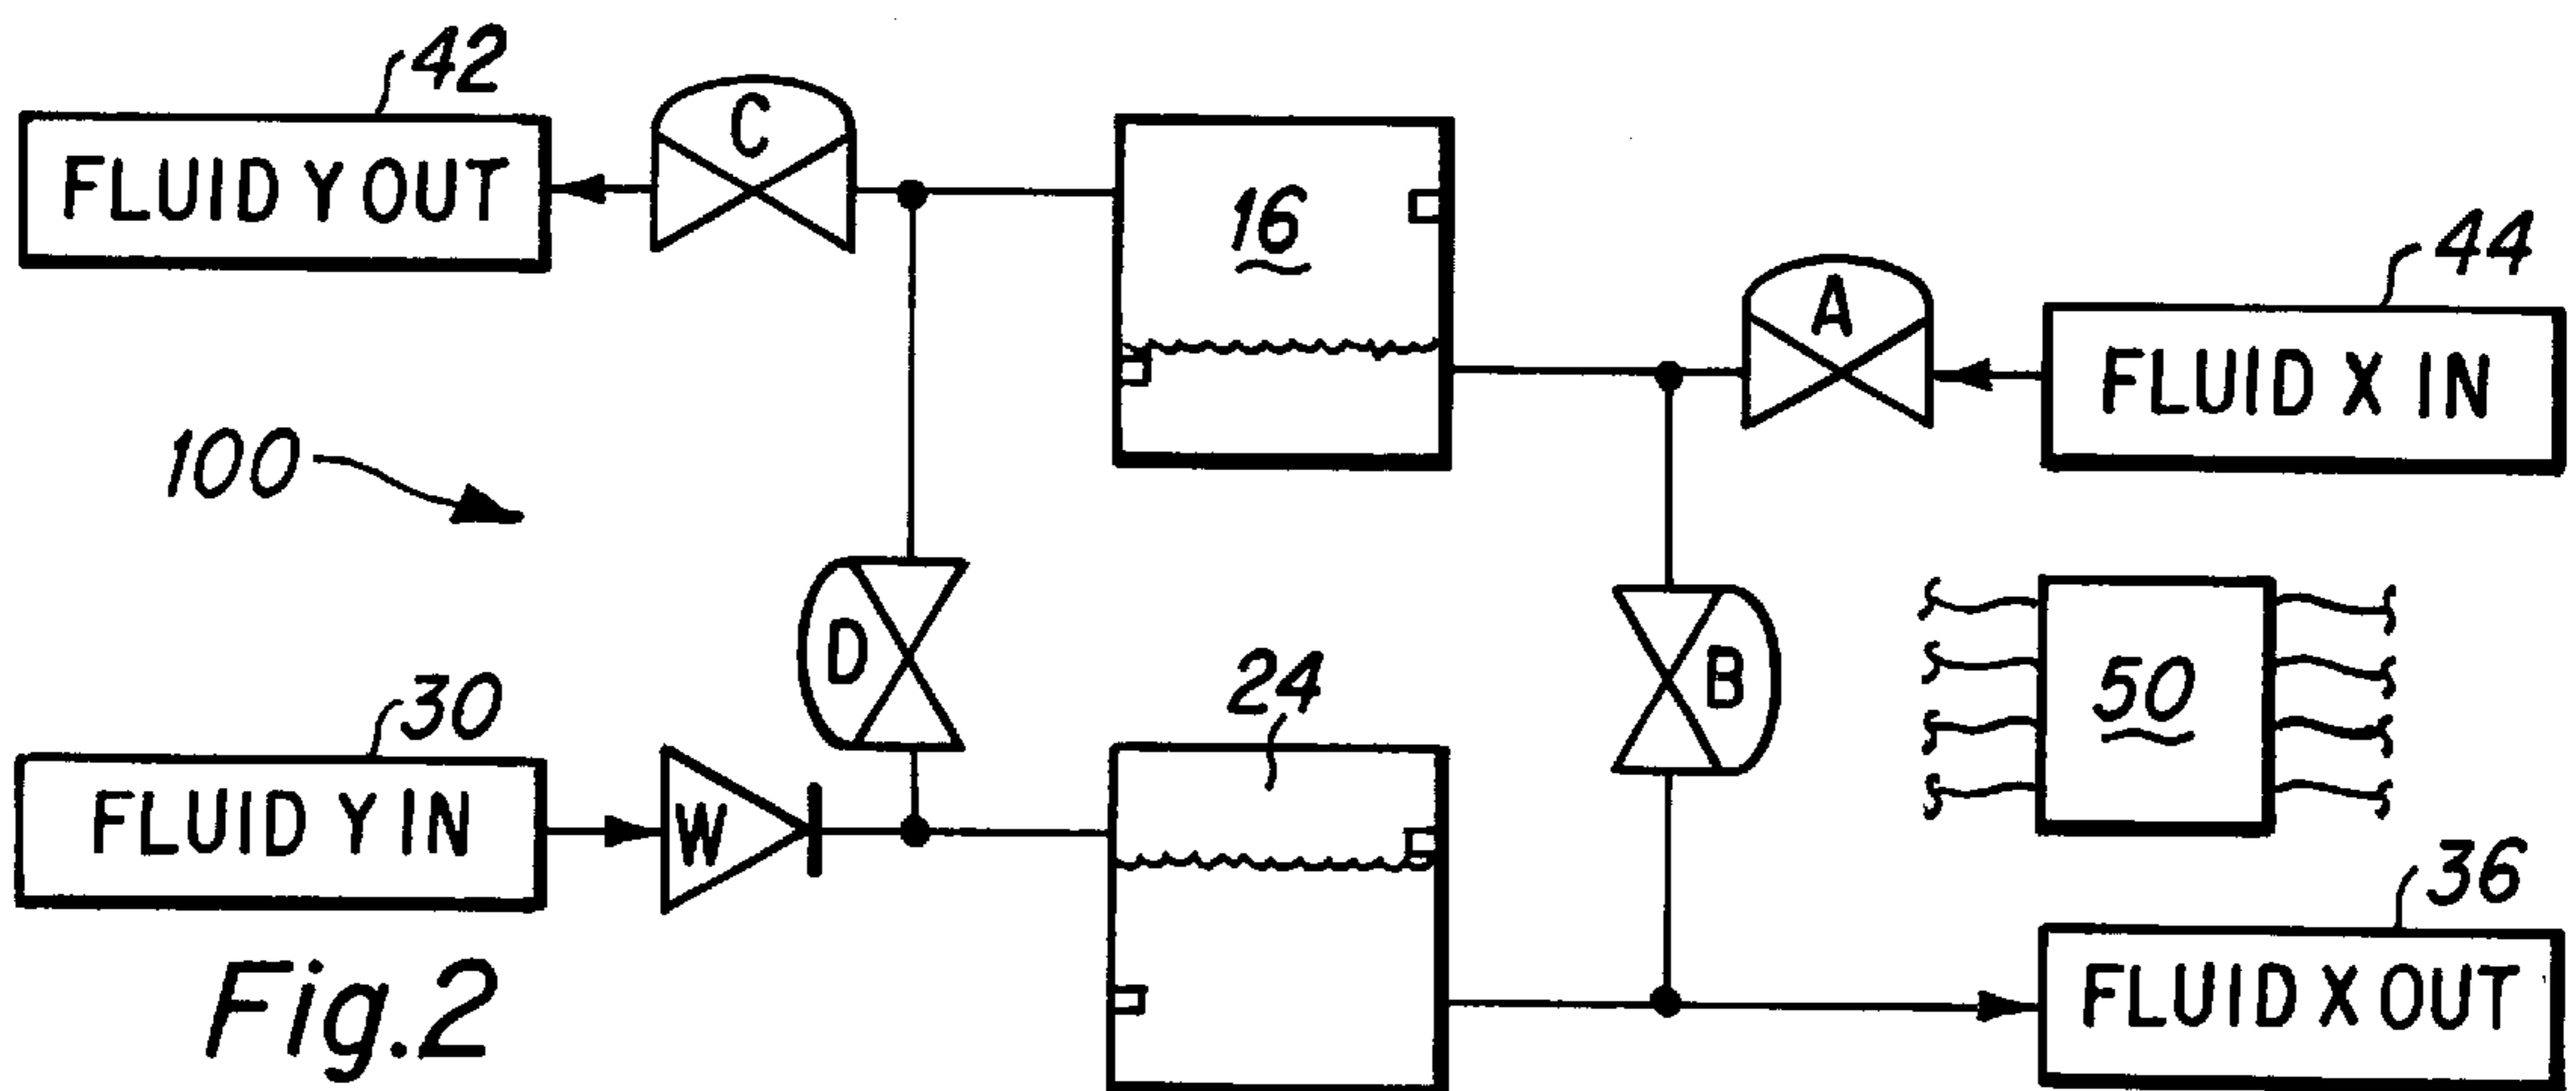 42
FLUID Y OUT
C
16
A
44
FLUID X IN
100
D
B
50
30
FLUID Y IN
W
24
36
FLUID X OUT
Fig.2